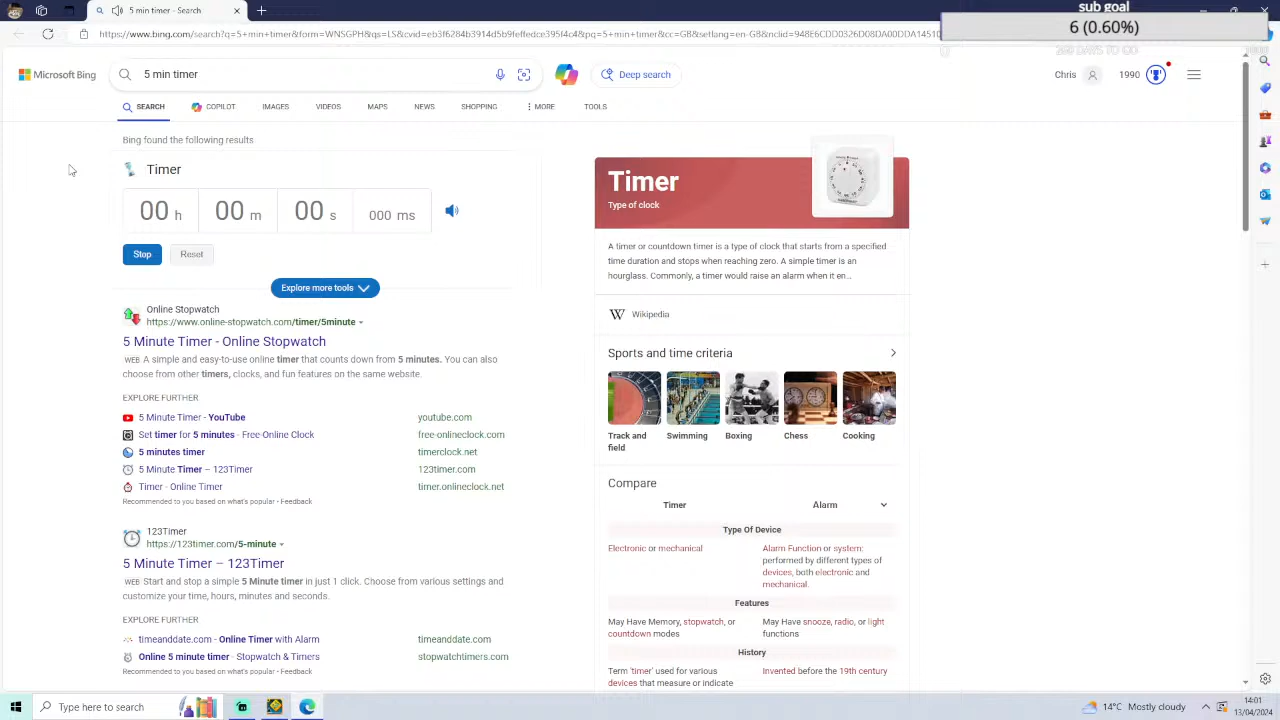 5 min timer
sub goal
6 (0.60%)
https://www.bing.com/search?q=5+min+timer&form=WNSGPH&qs=LS&cvid=eb3f6284b3914d5b9feffedce395f4c4&pq=5+min+timer&cc=GB&setlang=en-GB&nclid=948E6CDD0326D08DA00DDA1451
Microsoft Bing
5 min timer
Deep search
Chris
1990
SEARCH
COPILOT
IMAGES
VIDEOS
MAPS
NEWS
SHOPPING
MORE
TOOLS
Bing found the following results
Timer
00 h
00 m
00 s
000 ms
Stop
Reset
Explore more tools
Online Stopwatch
https://www.online-stopwatch.com/timer/5minute
5 Minute Timer - Online Stopwatch
WEB A simple and easy-to-use online timer that counts down from 5 minutes. You can also
choose from other timers, clocks, and fun features on the same website.
EXPLORE FURTHER
5 Minute Timer - YouTube
youtube.com
Set timer for 5 minutes - Free-Online Clock
free-onlineclock.com
5 minutes timer
timerclock.net
5 Minute Timer – 123Timer
123timer.com
Timer - Online Timer
timer.onlineclock.net
Recommended to you based on what's popular • Feedback
123Timer
https://123timer.com/5-minute
5 Minute Timer – 123Timer
WEB Start and stop a simple 5 Minute timer in just 1 click. Choose from various settings and
customize your time, hours, minutes and seconds.
EXPLORE FURTHER
timeanddate.com - Online Timer with Alarm
timeanddate.com
Online 5 minute timer - Stopwatch & Timers
stopwatchtimers.com
Recommended to you based on what's popular • Feedback
Timer
Type of clock
A timer or countdown timer is a type of clock that starts from a specified
time duration and stops when reaching zero. A simple timer is an
hourglass. Commonly, a timer would raise an alarm when it en…
Wikipedia
Sports and time criteria
Track and
field
Swimming
Boxing
Chess
Cooking
Compare
Timer
Alarm
Type Of Device
Electronic or mechanical
Alarm Function or system:
performed by different types of
devices, both electronic and
mechanical.
Features
May Have Memory, stopwatch, or
countdown modes
May Have snooze, radio, or light
functions
History
Term 'timer' used for various
devices that measure or indicate
Invented before the 19th century
Type here to search
14°C Mostly cloudy
14:01
13/04/2024